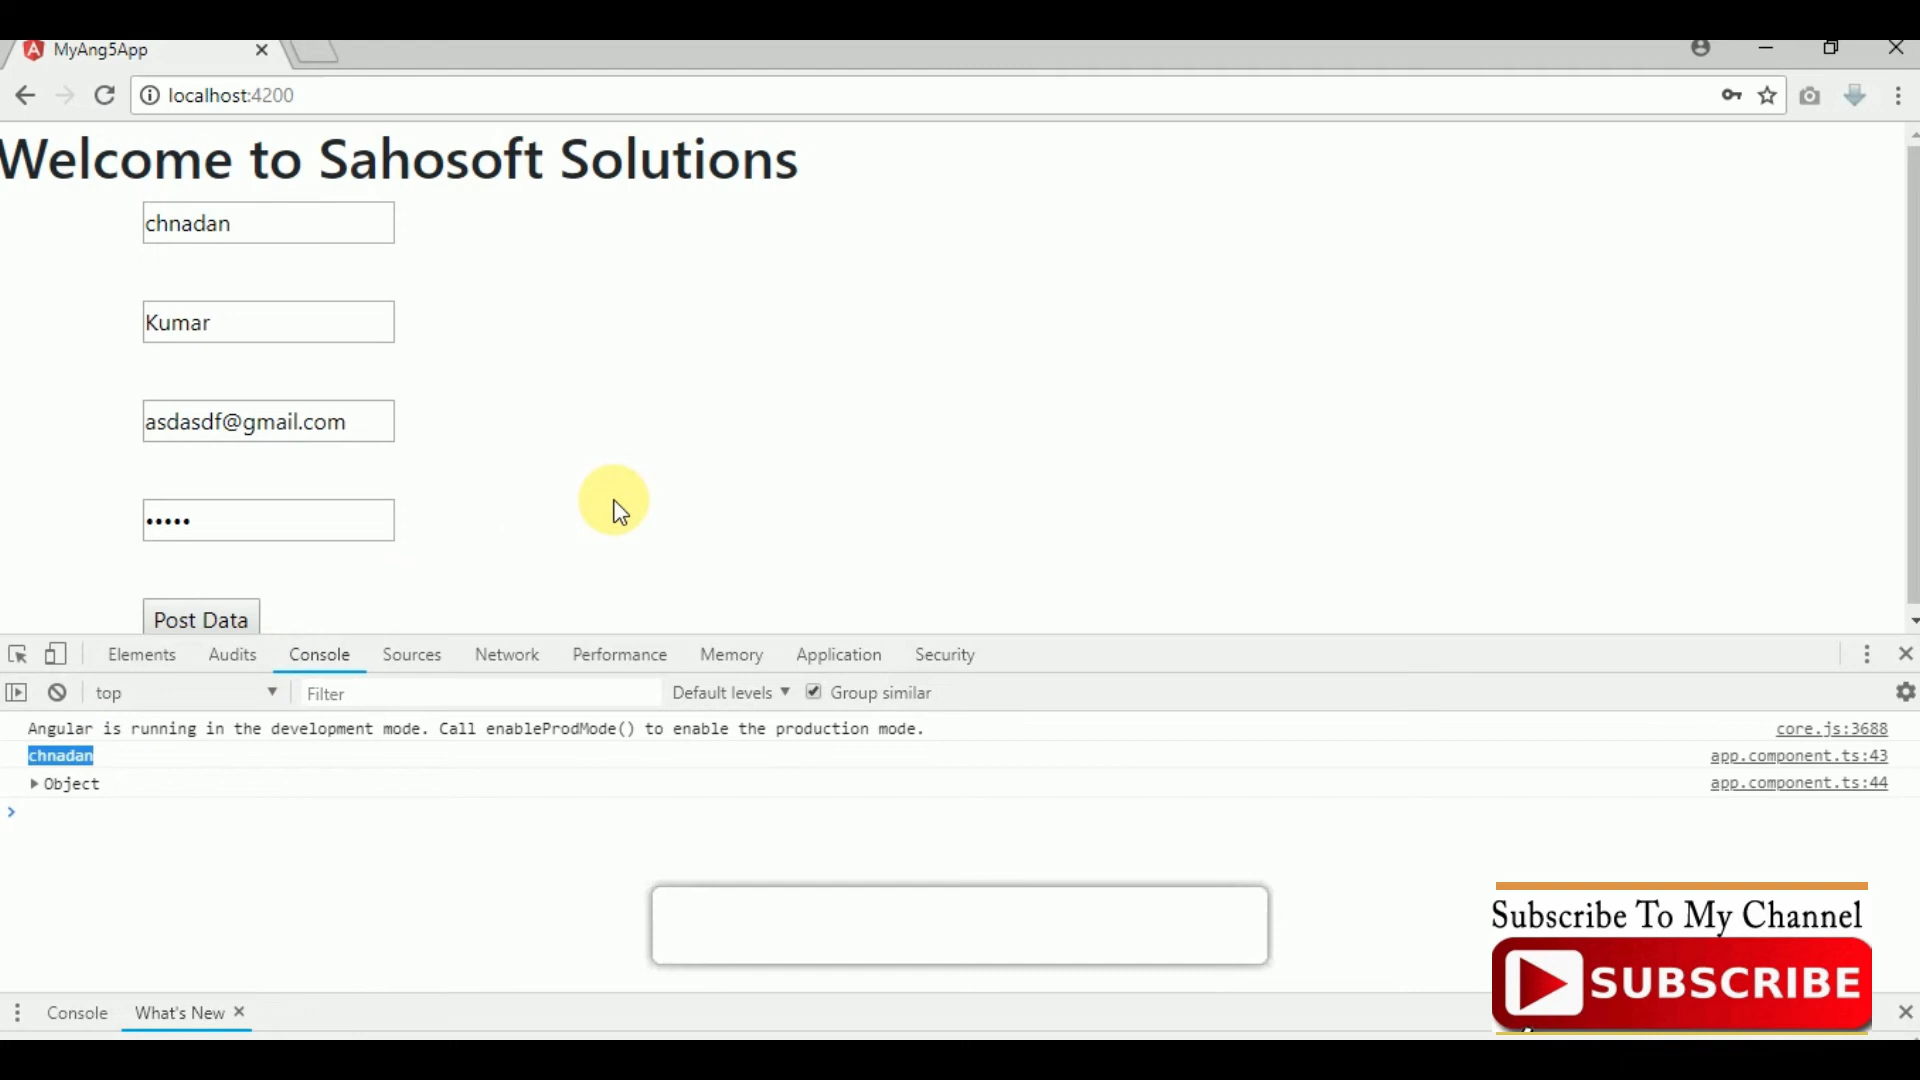 MyAng5App
localhost:4200
Welcome to Sahosoft Solutions
chnadan
Kumar
asdasdf@gmail.com
•••••
Post Data
Elements Audits Console Sources Network Performance Memory Application Security
top Filter Default levels Group similar
Angular is running in the development mode. Call enableProdMode() to enable the production mode. core.js:3688
chnadan app.component.ts:43
Object app.component.ts:44
Subscribe To My Channel
SUBSCRIBE
Console What's New